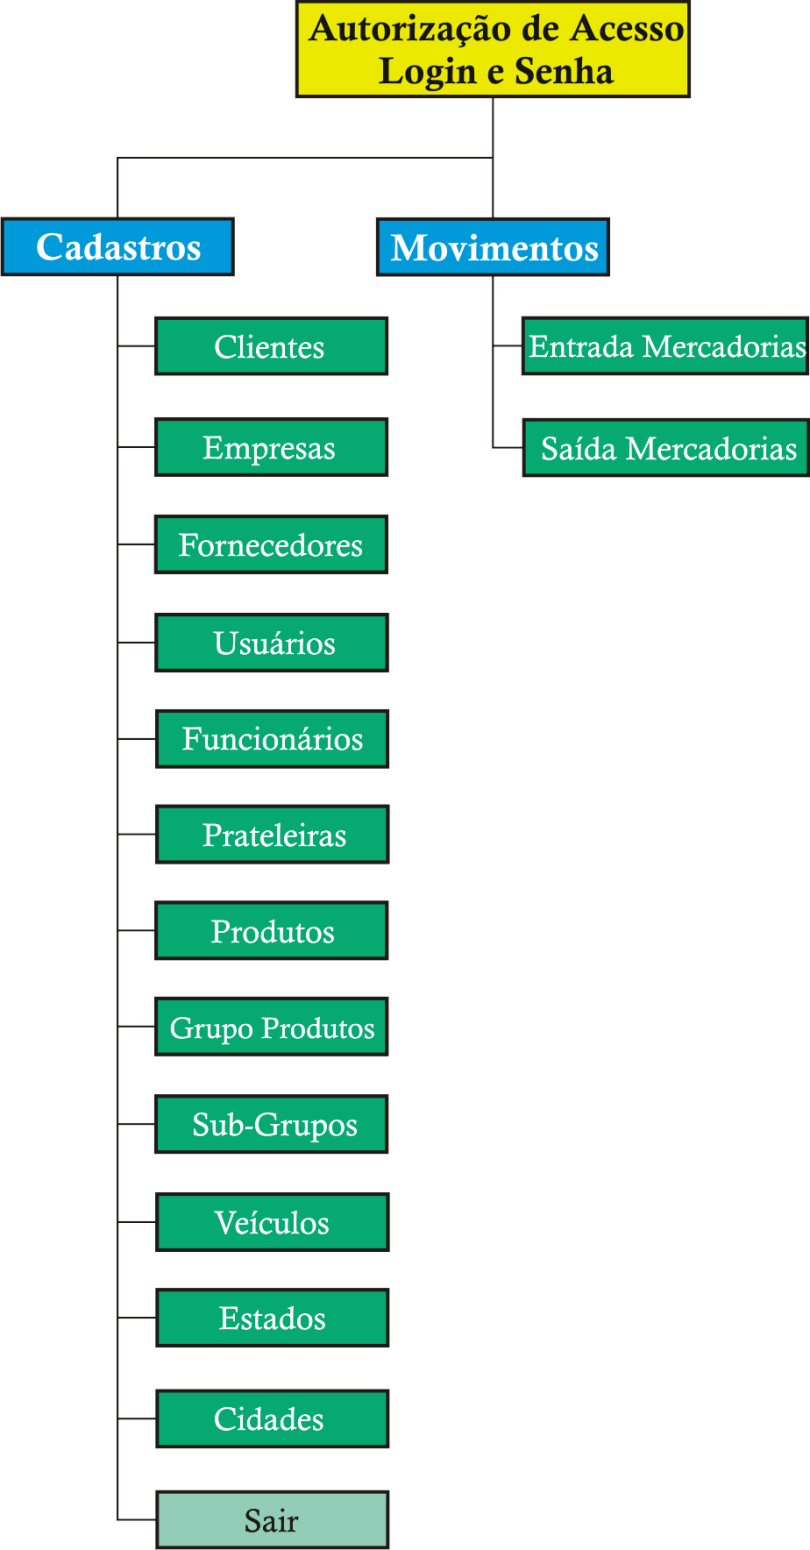 Autorização de Acesso
Login e Senha
Cadastros
Movimentos
Clientes
Empresas
Fornecedores
Usuários
Funcionários
Prateleiras
Produtos
Grupo Produtos
Sub-Grupos
Veículos
Estados
Cidades
Sair
Entrada Mercadorias
Saída Mercadorias